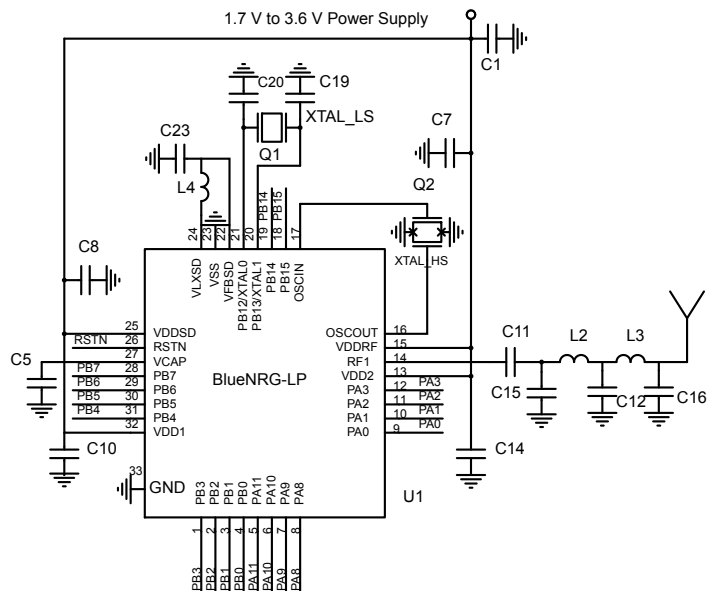 1.7 V to 3.6 V Power Supply
C1
C20
C19
XTAL_LS
C7
C23
Q1
Q2
L4
PB14
PB15
24
23
22
21
20
19
18
17
VLXSD
VSS
VFBSD
PB12/XTAL0
PB13/XTAL1
PB14
PB15
OSCIN
XTAL_HS
C8
25
VDDSD
OSCOUT
16
RSTN
26
RSTN
VDDRF
15
C11
L2
L3
C5
27
VCAP
RF1
14
PB7
28
PB7
BlueNRG-LP
VDD2
13
PB6
29
PB6
PA3
12
PA3
C15
C12
C16
PB5
30
PB5
PA2
11
PA2
PB4
31
PB4
PA1
10
PA1
32
VDD1
PA0
9
PA0
C10
C14
33
GND
U1
PB3
PB2
PB1
PB0
PA11
PA10
PA9
PA8
1
2
3
4
5
6
7
8
PB3
PB2
PB1
PB0
PA11
PA10
PA9
PA8